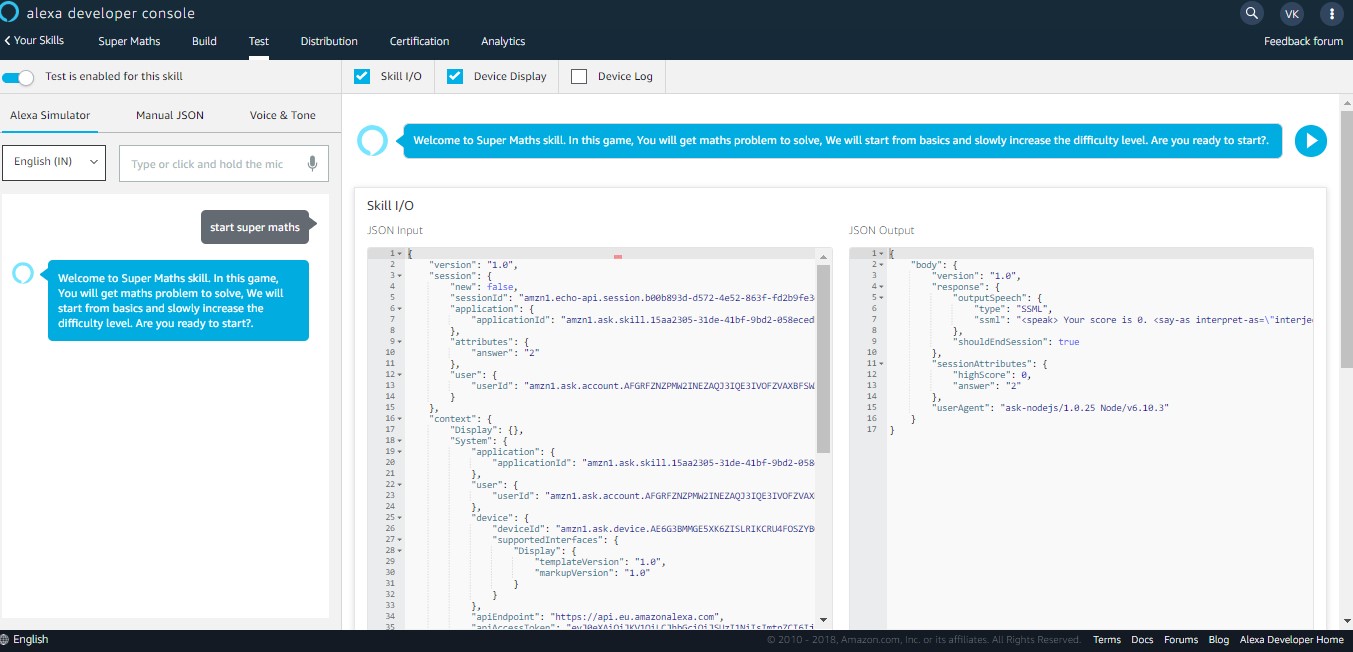 alexa developer console
VK
Your Skills
Super Maths
Build
Test
Distribution
Certification
Analytics
Feedback forum
Test is enabled for this skill
Skill I/O
Device Display
Device Log
Alexa Simulator
Manual JSON
Voice & Tone
English (IN)
Type or click and hold the mic
start super maths
Welcome to Super Maths skill. In this game,
You will get maths problem to solve, We will
start from basics and slowly increase the
difficulty level. Are you ready to start?.
Welcome to Super Maths skill. In this game, You will get maths problem to solve, We will start from basics and slowly increase the difficulty level. Are you ready to start?.
Skill I/O
JSON Input
1 {
2 "version": "1.0",
3 "session": {
4 "new": false,
5 "sessionId": "amzn1.echo-api.session.b00b893d-d572-4e52-863f-fd2b9fe3
6 "application": {
7 "applicationId": "amzn1.ask.skill.15aa2305-31de-41bf-9bd2-058eced
8 },
9 "attributes": {
10 "answer": "2"
11 },
12 "user": {
13 "userId": "amzn1.ask.account.AFGRFZNZPMW2INEZAQJ3IQE3IVOFZVAXBFSW
14 }
15 },
16 "context": {
17 "Display": {},
18 "System": {
19 "application": {
20 "applicationId": "amzn1.ask.skill.15aa2305-31de-41bf-9bd2-058
21 },
22 "user": {
23 "userId": "amzn1.ask.account.AFGRFZNZPMW2INEZAQJ3IQE3IVOFZVAX
24 },
25 "device": {
26 "deviceId": "amzn1.ask.device.AE6G3BMMGE5XK6ZISLRIKCRU4FOSZYB
27 "supportedInterfaces": {
28 "Display": {
29 "templateVersion": "1.0",
30 "markupVersion": "1.0"
31 }
32 }
33 },
34 "apiEndpoint": "https://api.eu.amazonalexa.com",
35 "apiAccessToken":
JSON Output
1 {
2 "body": {
3 "version": "1.0",
4 "response": {
5 "outputSpeech": {
6 "type": "SSML",
7 "ssml": "<speak> Your score is 0. <say-as interpret-as=\"interje
8 },
9 "shouldEndSession": true
10 },
11 "sessionAttributes": {
12 "highScore": 0,
13 "answer": "2"
14 },
15 "userAgent": "ask-nodejs/1.0.25 Node/v6.10.3"
16 }
17 }
English
© 2010 - 2018, Amazon.com, Inc. or its affiliates. All Rights Reserved.
Terms
Docs
Forums
Blog
Alexa Developer Home